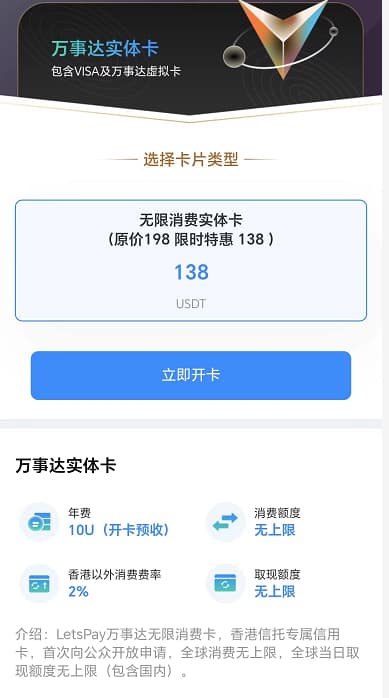 万事达实体卡
包含VISA及万事达虚拟卡
选择卡片类型
无限消费实体卡
(原价198 限时特惠 138 )
138
USDT
立即开卡
万事达实体卡
年费
10U（开卡预收）
消费额度
无上限
香港以外消费费率
2%
取现额度
无上限
介绍：LetsPay万事达无限消费卡，香港信托专属信用
卡，首次向公众开放申请，全球消费无上限，全球当日取
现额度无上限（包含国内）。